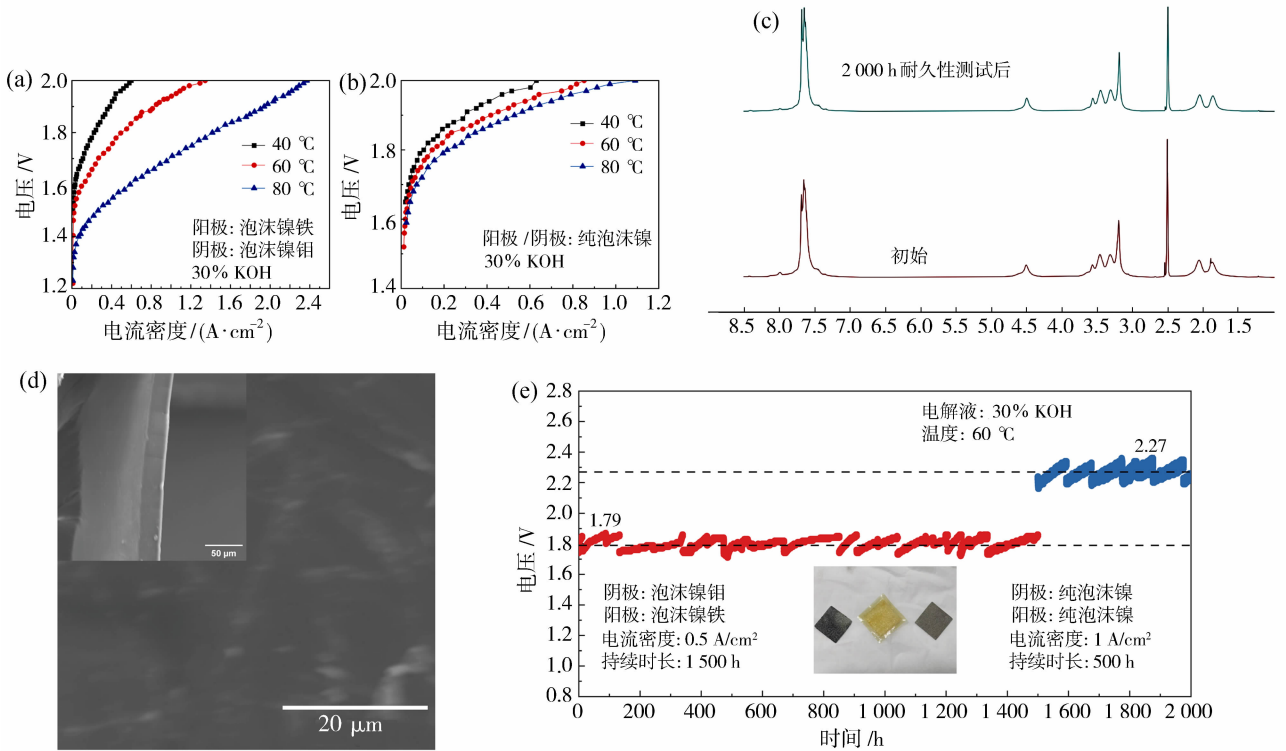 (a)
2.0
1.8
1.6
1.4
1.2
电压/V
40 ℃
60 ℃
80 ℃
阳极: 泡沫镍铁
阴极: 泡沫镍钼
30% KOH
0 0.4 0.8 1.2 1.6 2.0 2.4
电流密度/(A·cm⁻²)
(b)
2.0
1.8
1.6
1.4
电压/V
40 ℃
60 ℃
80 ℃
阳极/阴极: 纯泡沫镍
30% KOH
0 0.2 0.4 0.6 0.8 1.0 1.2
电流密度/(A·cm⁻²)
(c)
2 000 h耐久性测试后
初始
8.5 8.0 7.5 7.0 6.5 6.0 5.5 5.0 4.5 4.0 3.5 3.0 2.5 2.0 1.5
(d)
50 μm
20 μm
(e)
2.8
2.6
2.4
2.2
2.0
1.8
1.6
1.4
1.2
1.0
0.8
电压/V
电解液: 30% KOH
温度: 60 ℃
2.27
1.79
阴极: 泡沫镍钼
阳极: 泡沫镍铁
电流密度: 0.5 A/cm²
持续时长: 1 500 h
阴极: 纯泡沫镍
阳极: 纯泡沫镍
电流密度: 1 A/cm²
持续时长: 500 h
0 200 400 600 800 1 000 1 200 1 400 1 600 1 800 2 000
时间/h